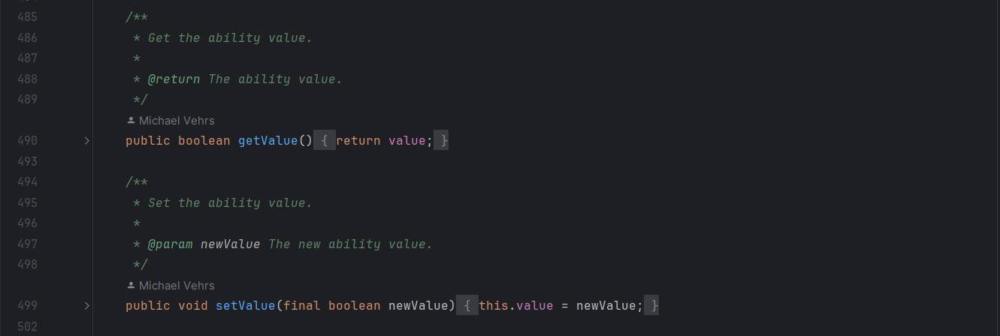 485 /**
486 * Get the ability value.
487 *
488 * @return The ability value.
489 */
Michael Vehrs
490 public boolean getValue() { return value; }
493
494 /**
495 * Set the ability value.
496 *
497 * @param newValue The new ability value.
498 */
Michael Vehrs
499 public void setValue(final boolean newValue) { this.value = newValue; }
502